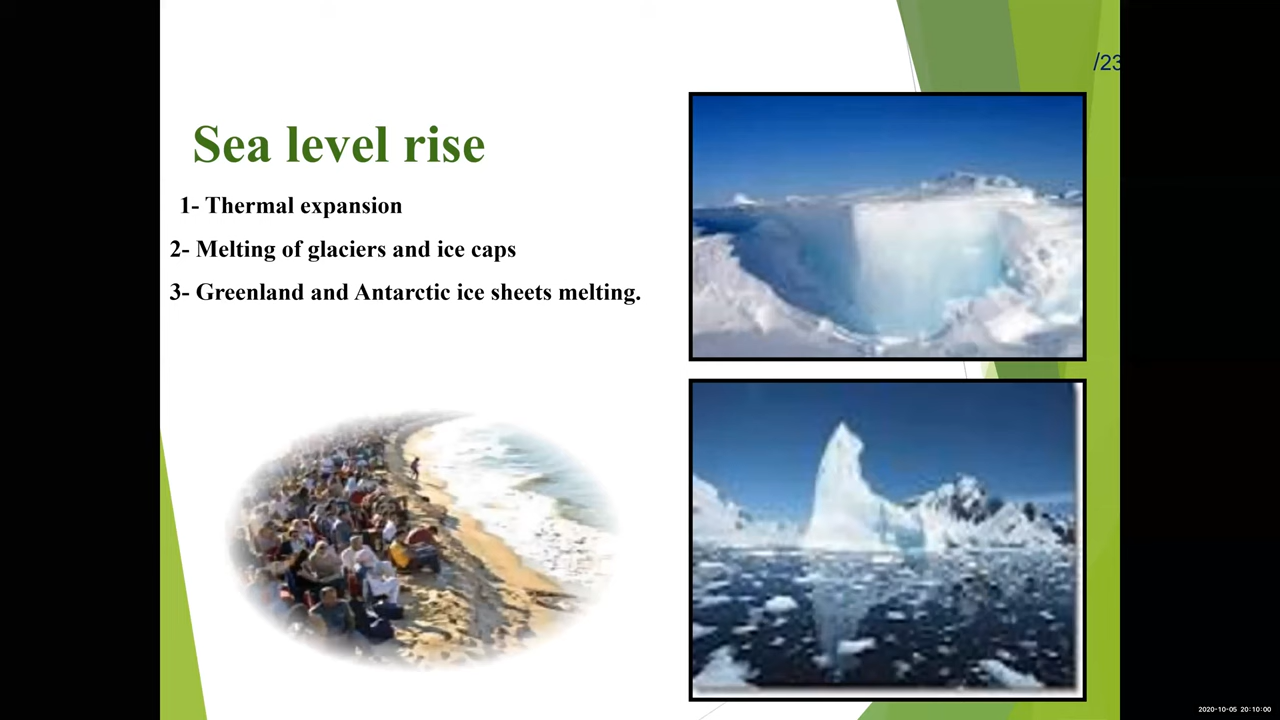 /23
Sea level rise
1- Thermal expansion
2- Melting of glaciers and ice caps
3- Greenland and Antarctic ice sheets melting.
2020-10-05 20:10:00